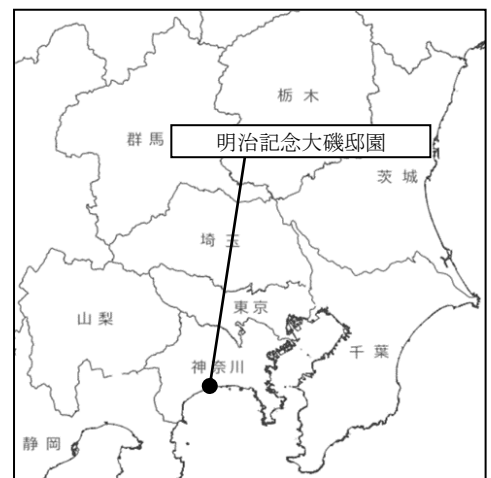 栃木
群馬
明治記念大磯邸園
茨城
埼玉
東京
山梨
千葉
神奈川
静岡